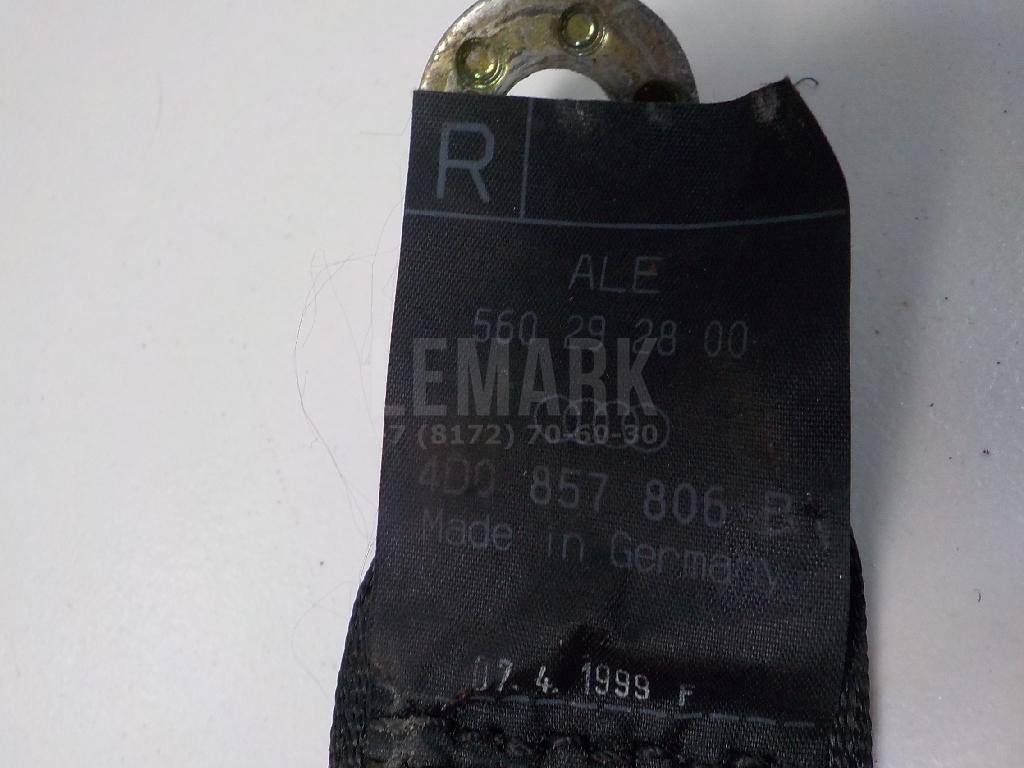 R
ALE
560 29 28 00
LEMARK
7 (8172) 70-60-30
4D0 857 806 B
Made in Germany
07. 4. 1999 F